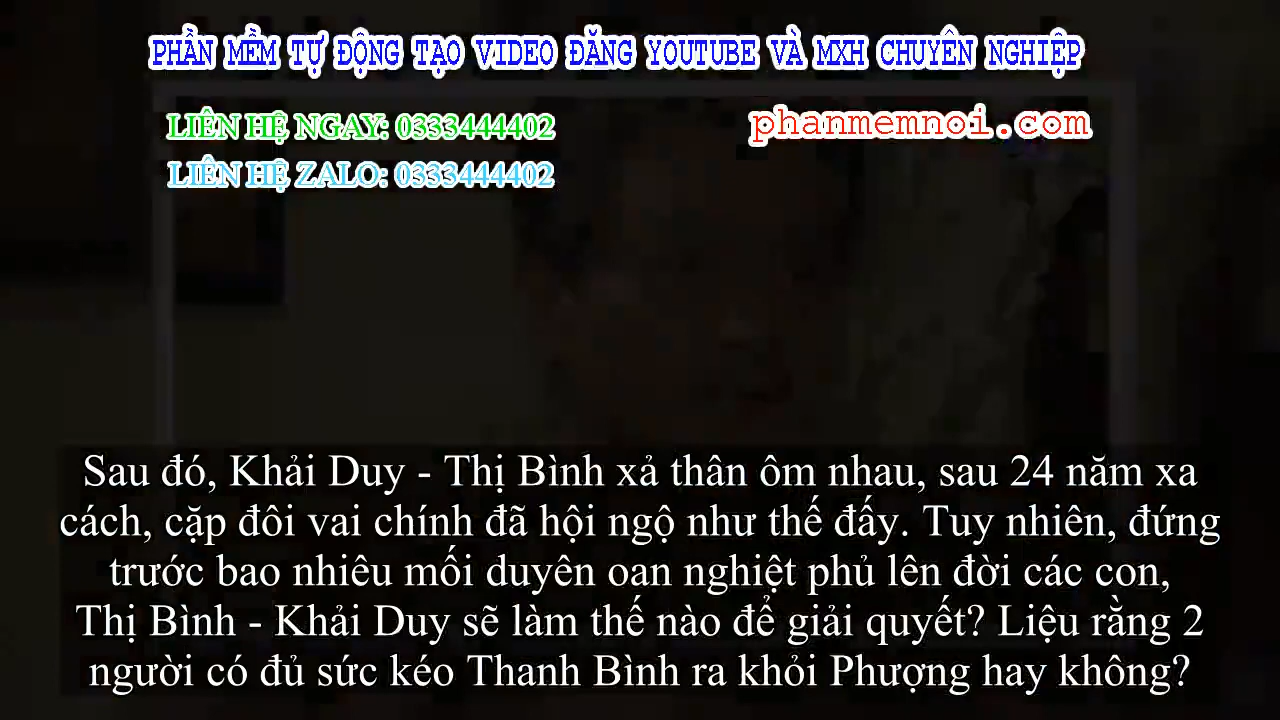 PHẦN MỀM TỰ ĐỘNG TẠO VIDEO ĐĂNG YOUTUBE VÀ MXH CHUYÊN NGHIỆP
LIÊN HỆ NGAY: 0333444402
phanmemnoi.com
LIÊN HỆ ZALO: 0333444402
Sau đó, Khải Duy - Thị Bình xả thân ôm nhau, sau 24 năm xa
cách, cặp đôi vai chính đã hội ngộ như thế đấy. Tuy nhiên, đứng
trước bao nhiêu mối duyên oan nghiệt phủ lên đời các con,
Thị Bình - Khải Duy sẽ làm thế nào để giải quyết? Liệu rằng 2
người có đủ sức kéo Thanh Bình ra khỏi Phượng hay không?